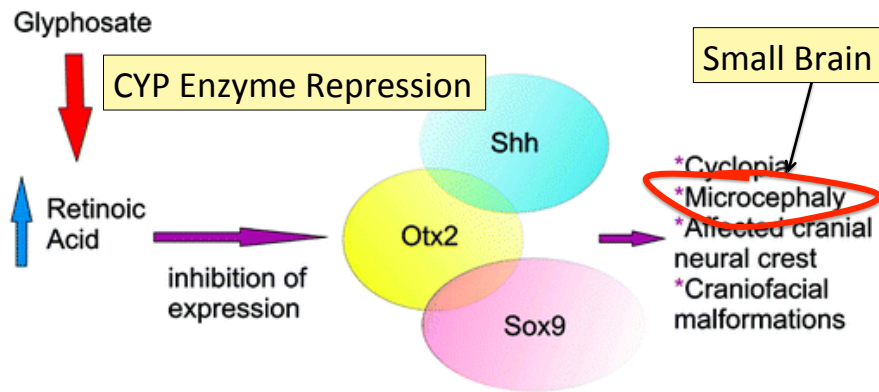 Glyphosate
CYP Enzyme Repression
Small Brain
Retinoic
Acid
inhibition of
expression
Shh
Otx2
Sox9
*Cyclopia
*Microcephaly
*Affected cranial
neural crest
*Craniofacial
malformations